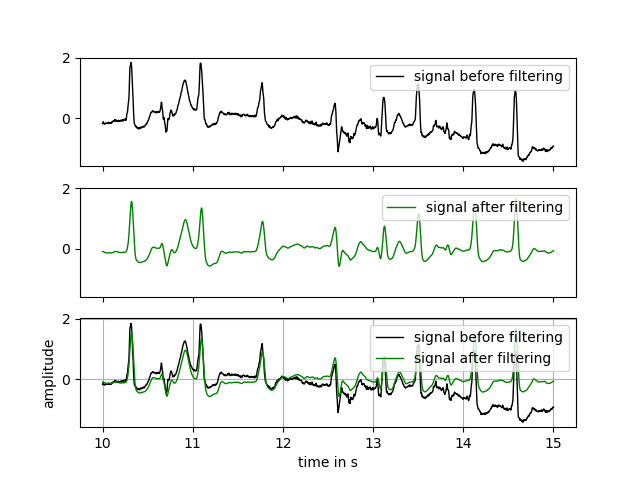 2
signal before filtering
0
2
signal after filtering
0
2
signal before filtering
signal after filtering
amplitude
0
10 11 12 13 14 15
time in s